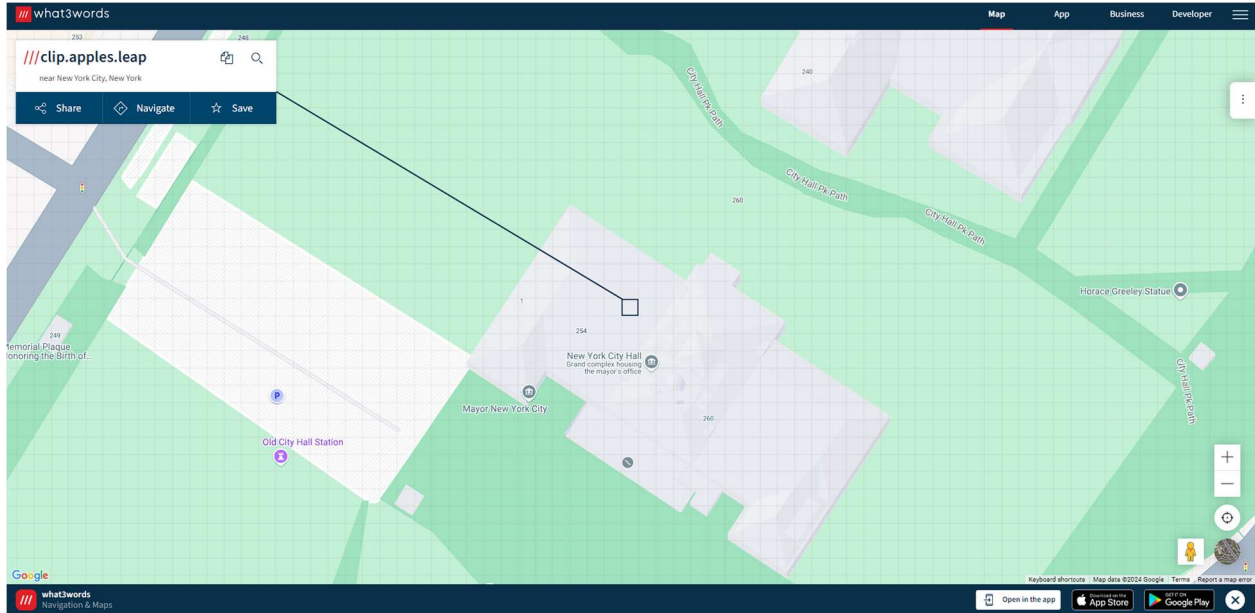 what3words
Map
App
Business
Developer
253
248
///clip.apples.leap
near New York City, New York
Share
Navigate
Save
City Hall Pk Path
240
City Hall Pk Path
260
City Hall Pk Path
Horace Greeley Statue
1
254
249
Memorial Plaque
Honoring the Birth of...
New York City Hall
Grand complex housing
the mayor's office
City Hall Pk Path
P
Mayor New York City
260
Old City Hall Station
Google
Keyboard shortcuts
Map data ©2024 Google
Terms
Report a map error
what3words
Navigation & Maps
Open in the app
Download on the
App Store
GET IT ON
Google Play